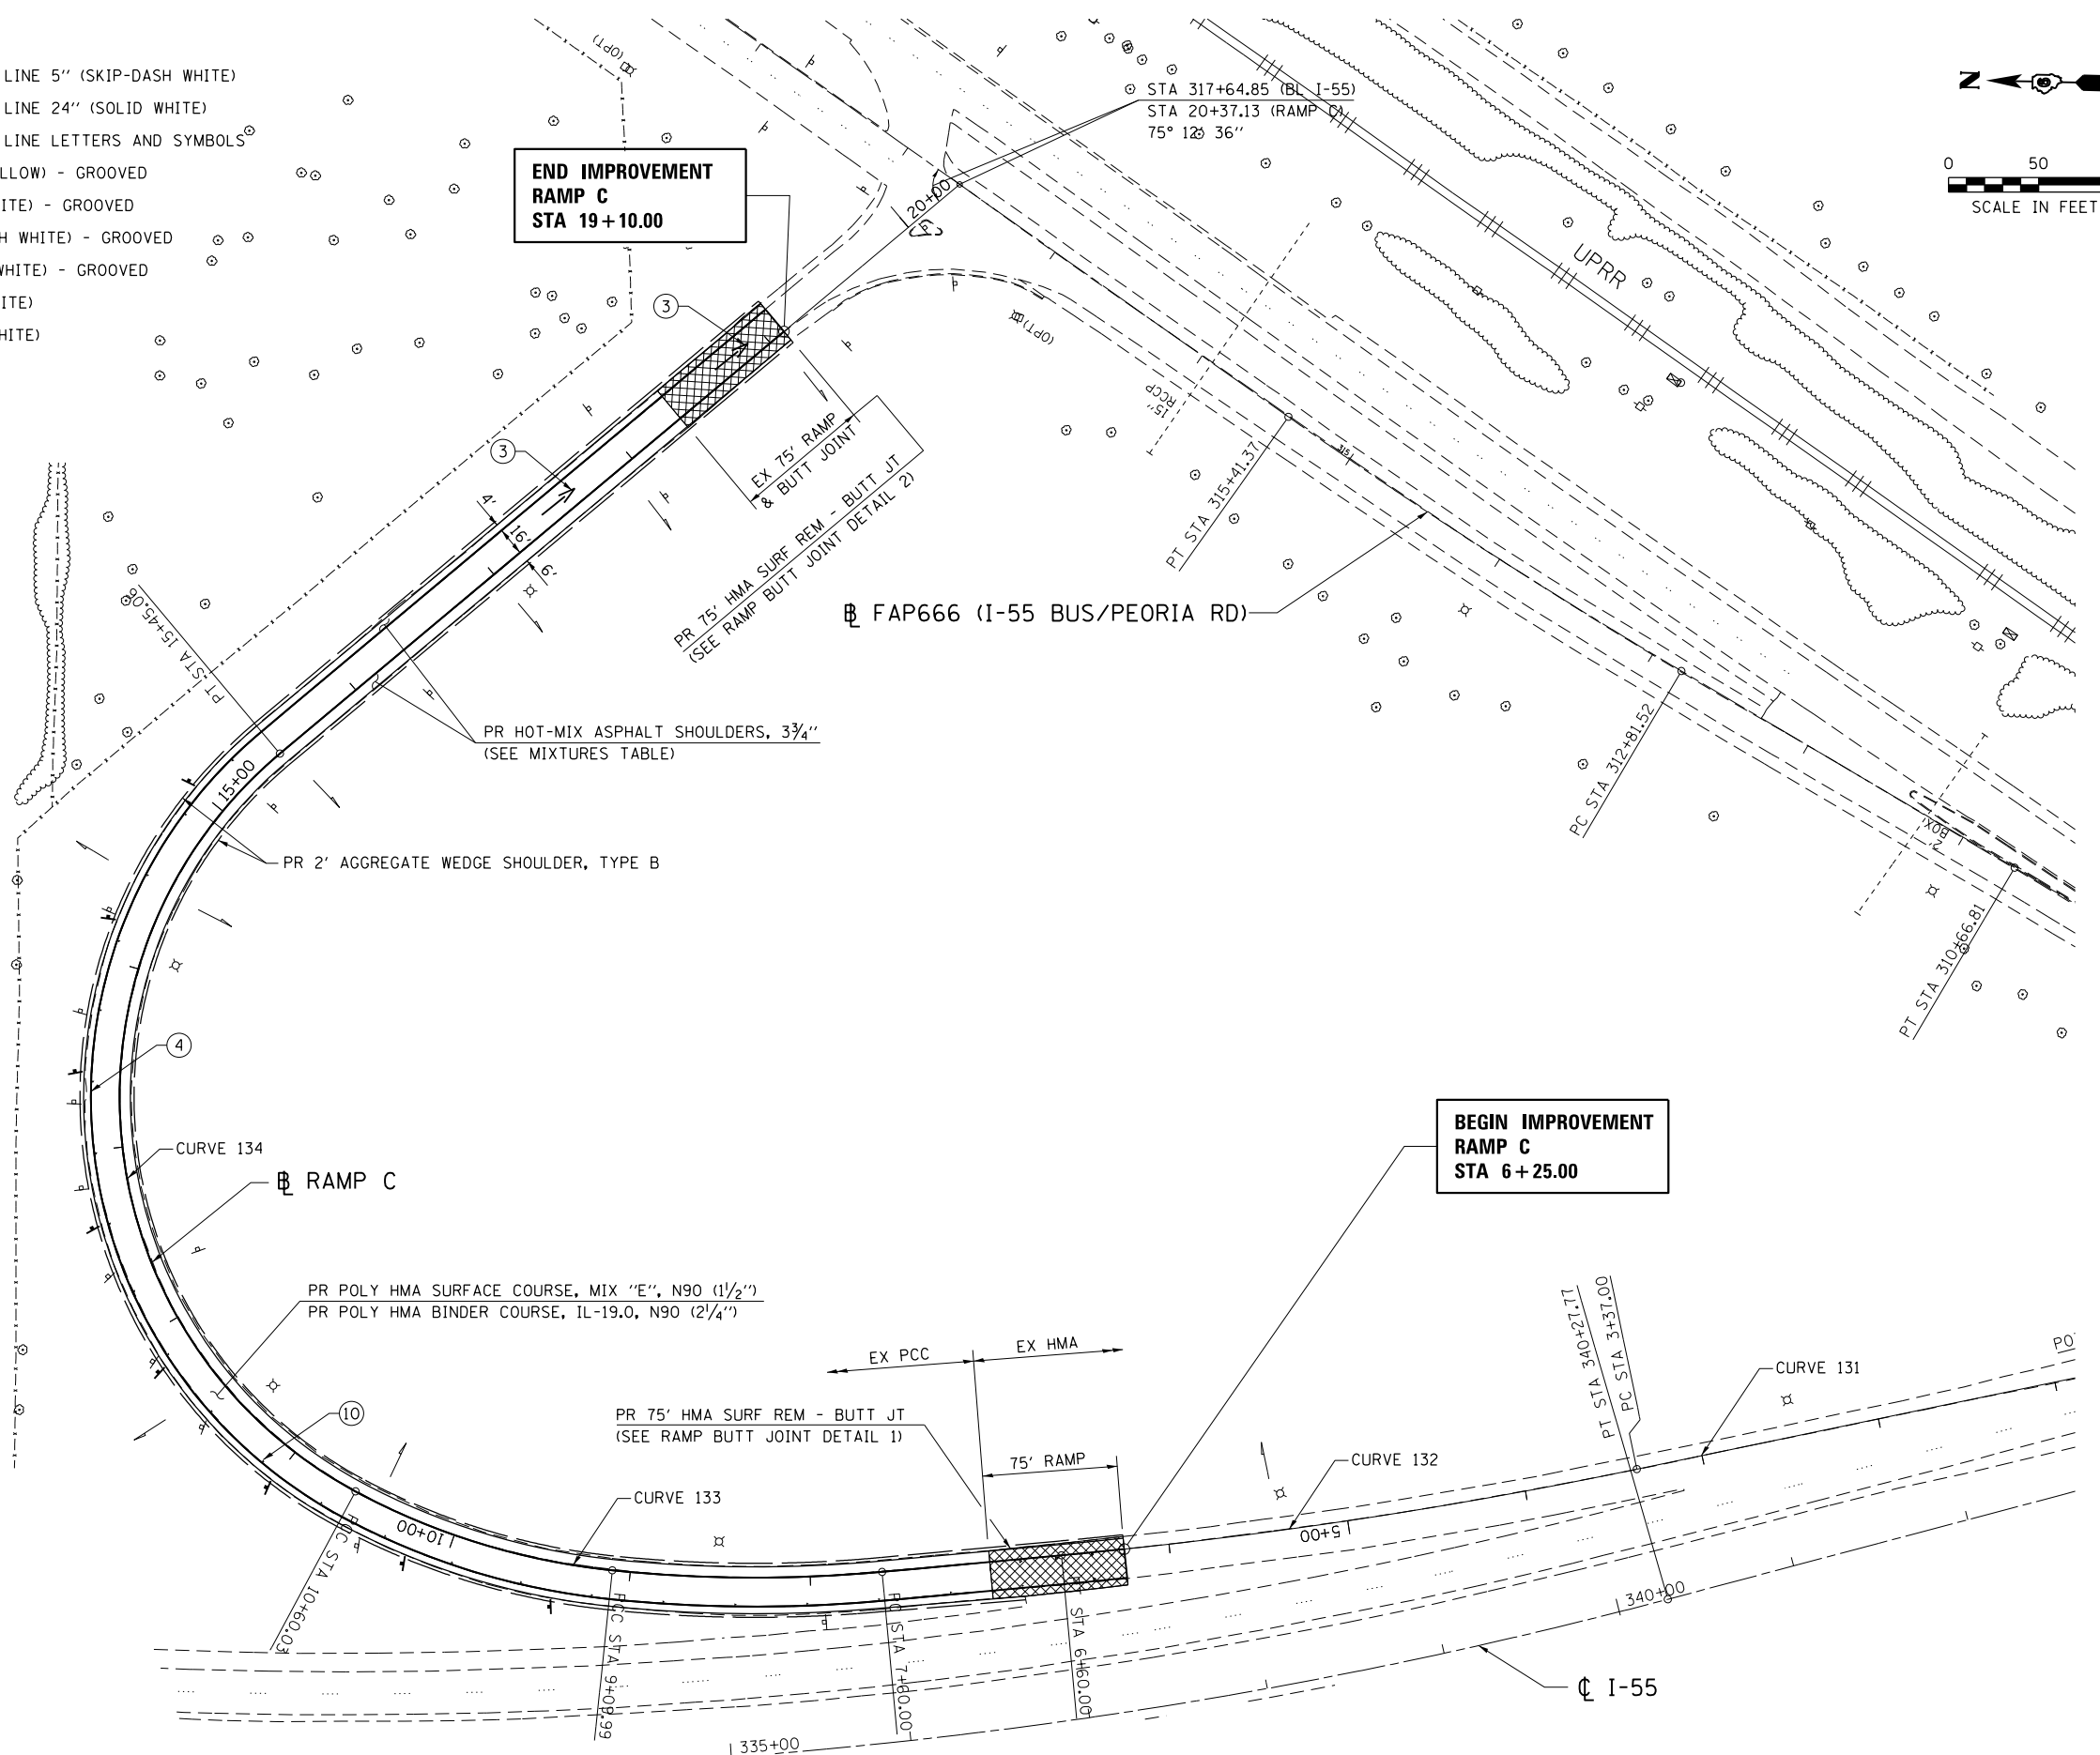 LINE 5" (SKIP-DASH WHITE)
LINE 24" (SOLID WHITE)
LINE LETTERS AND SYMBOLS
LLOW) - GROOVED
ITE) - GROOVED
H WHITE) - GROOVED
WHITE) - GROOVED
ITE)
HITE)
(OPT)
END IMPROVEMENT
RAMP C
STA 19+10.00
STA 317+64.85 (BL I-55)
STA 20+37.13 (RAMP C)
75° 12' 36"
20+00
N
0 50
SCALE IN FEET
UPRR
(OPT)
15" RCCP
3
3
EX 75' RAMP
& BUTT JOINT
PR 75' HMA SURF REM - BUTT JT
(SEE RAMP BUTT JOINT DETAIL 2)
4'
16'
6'
PT STA 315+41.37
315
BL FAP666 (I-55 BUS/PEORIA RD)
PC STA 312+81.52
BOX
PT STA 310+66.81
PT STA 15+45.06
15+00
PR HOT-MIX ASPHALT SHOULDERS, 3¾"
(SEE MIXTURES TABLE)
PR 2' AGGREGATE WEDGE SHOULDER, TYPE B
4
CURVE 134
BL RAMP C
BEGIN IMPROVEMENT
RAMP C
STA 6+25.00
PR POLY HMA SURFACE COURSE, MIX "E", N90 (1½")
PR POLY HMA BINDER COURSE, IL-19.0, N90 (2¼")
EX PCC
EX HMA
10
PR 75' HMA SURF REM - BUTT JT
(SEE RAMP BUTT JOINT DETAIL 1)
75' RAMP
CURVE 133
CURVE 132
CURVE 131
PT STA 340+27.77
PC STA 3+37.00
PO
10+00
5+00
PCC STA 10+60.03
PCC STA 9+09.99
STA 7+60.00
STA 6+60.00
340+00
335+00
CL I-55